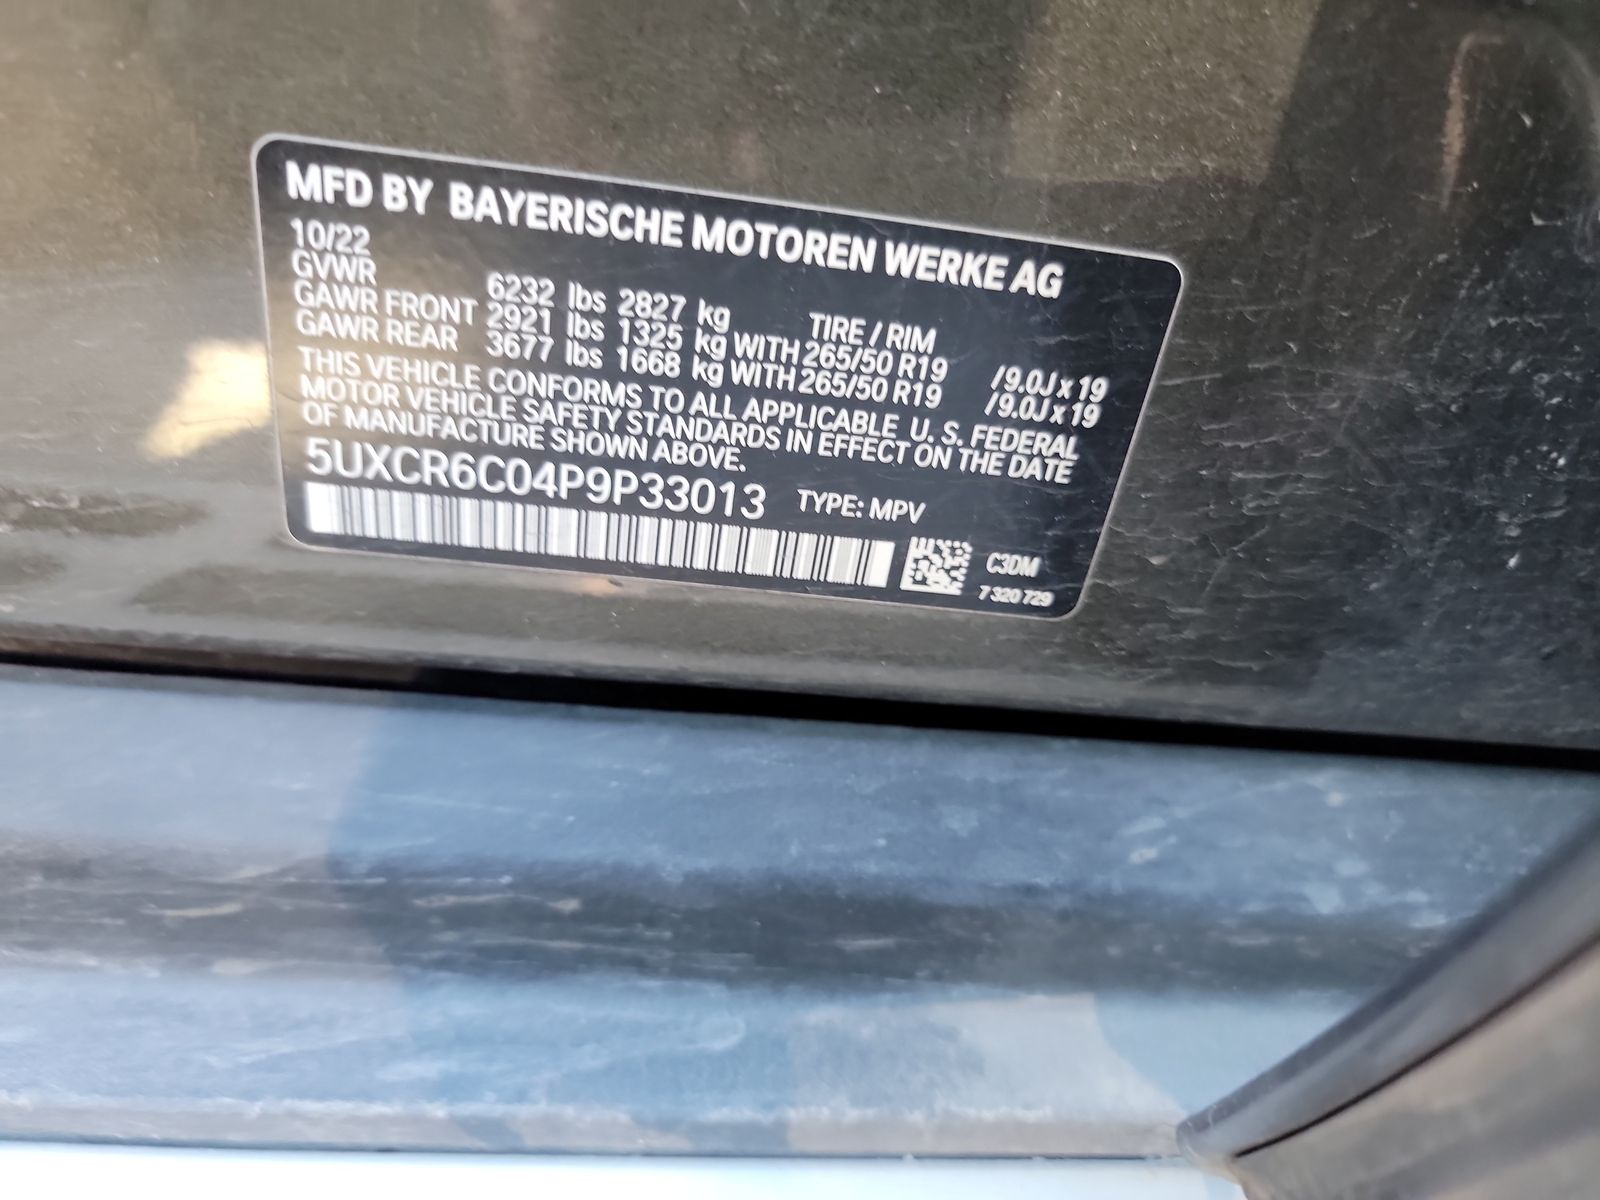 MFD BY BAYERISCHE MOTOREN WERKE AG
10/22
GVWR 6232 lbs 2827 kg TIRE / RIM
GAWR FRONT 2921 lbs 1325 kg WITH 265/50 R19 /9.0J x 19
GAWR REAR 3677 lbs 1668 kg WITH 265/50 R19 /9.0J x 19
THIS VEHICLE CONFORMS TO ALL APPLICABLE U. S. FEDERAL
MOTOR VEHICLE SAFETY STANDARDS IN EFFECT ON THE DATE
OF MANUFACTURE SHOWN ABOVE.
5UXCR6C04P9P33013 TYPE: MPV
C3DM
7 320 729